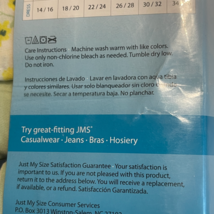 14 / 16 18 / 20 22 / 24 26 / 28 30 / 32
Care Instructions Machine wash warm with like colors.
Use only non-chlorine bleach as needed. Tumble dry low.
Do not iron.
Instrucciones de Lavado Lavar en lavadora con agua tibia
y colores similares. Usar solo blanqueador sin cloro cuando
se necesite. Secar a temperatura baja. No planchar.
Try great-fitting JMS™
Casualwear · Jeans · Bras · Hosiery
Just My Size Satisfaction Guarantee Your satisfaction is
important to us. If you are not pleased with this product,
return it to the address below. You will receive a replacement,
if available, or a refund. Satisfacción Garantizada.
Just My Size Consumer Services
P.O. Box 3013 Winston-Salem, NC